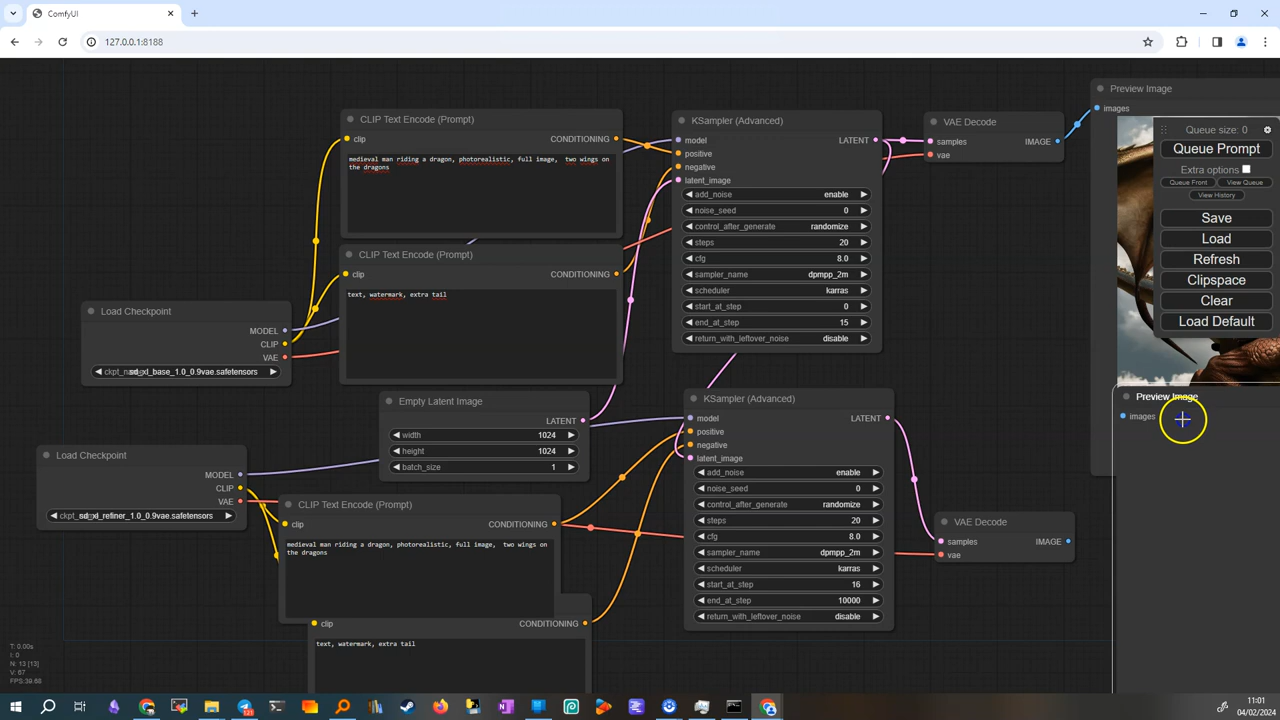 ComfyUI
127.0.0.1:8188
CLIP Text Encode (Prompt)
clip
CONDITIONING
medieval man riding a dragon, photorealistic, full image, two wings on
the dragons
CLIP Text Encode (Prompt)
clip
CONDITIONING
text, watermark, extra tail
Load Checkpoint
MODEL
CLIP
VAE
sd_xl_base_1.0_0.9vae.safetensors
Empty Latent Image
LATENT
width 1024
height 1024
batch_size 1
Load Checkpoint
MODEL
CLIP
VAE
sd_xl_refiner_1.0_0.9vae.safetensors
CLIP Text Encode (Prompt)
clip
CONDITIONING
medieval man riding a dragon, photorealistic, full image, two wings on
the dragons
clip
CONDITIONING
text, watermark, extra tail
KSampler (Advanced)
model LATENT
positive
negative
latent_image
add_noise enable
noise_seed 0
control_after_generate randomize
steps 20
cfg 8.0
sampler_name dpmpp_2m
scheduler karras
start_at_step 0
end_at_step 15
return_with_leftover_noise disable
KSampler (Advanced)
model LATENT
positive
negative
latent_image
add_noise enable
noise_seed 0
control_after_generate randomize
steps 20
cfg 8.0
sampler_name dpmpp_2m
scheduler karras
start_at_step 16
end_at_step 10000
return_with_leftover_noise disable
VAE Decode
samples IMAGE
vae
VAE Decode
samples IMAGE
vae
Preview Image
images
Queue size: 0
Queue Prompt
Extra options
Queue Front View Queue
View History
Save
Load
Refresh
Clipspace
Clear
Load Default
Preview Image
images
T: 0.00s
I: 0
N: 13 [13]
V: 67
FPS:39.68
11:01
04/02/2024